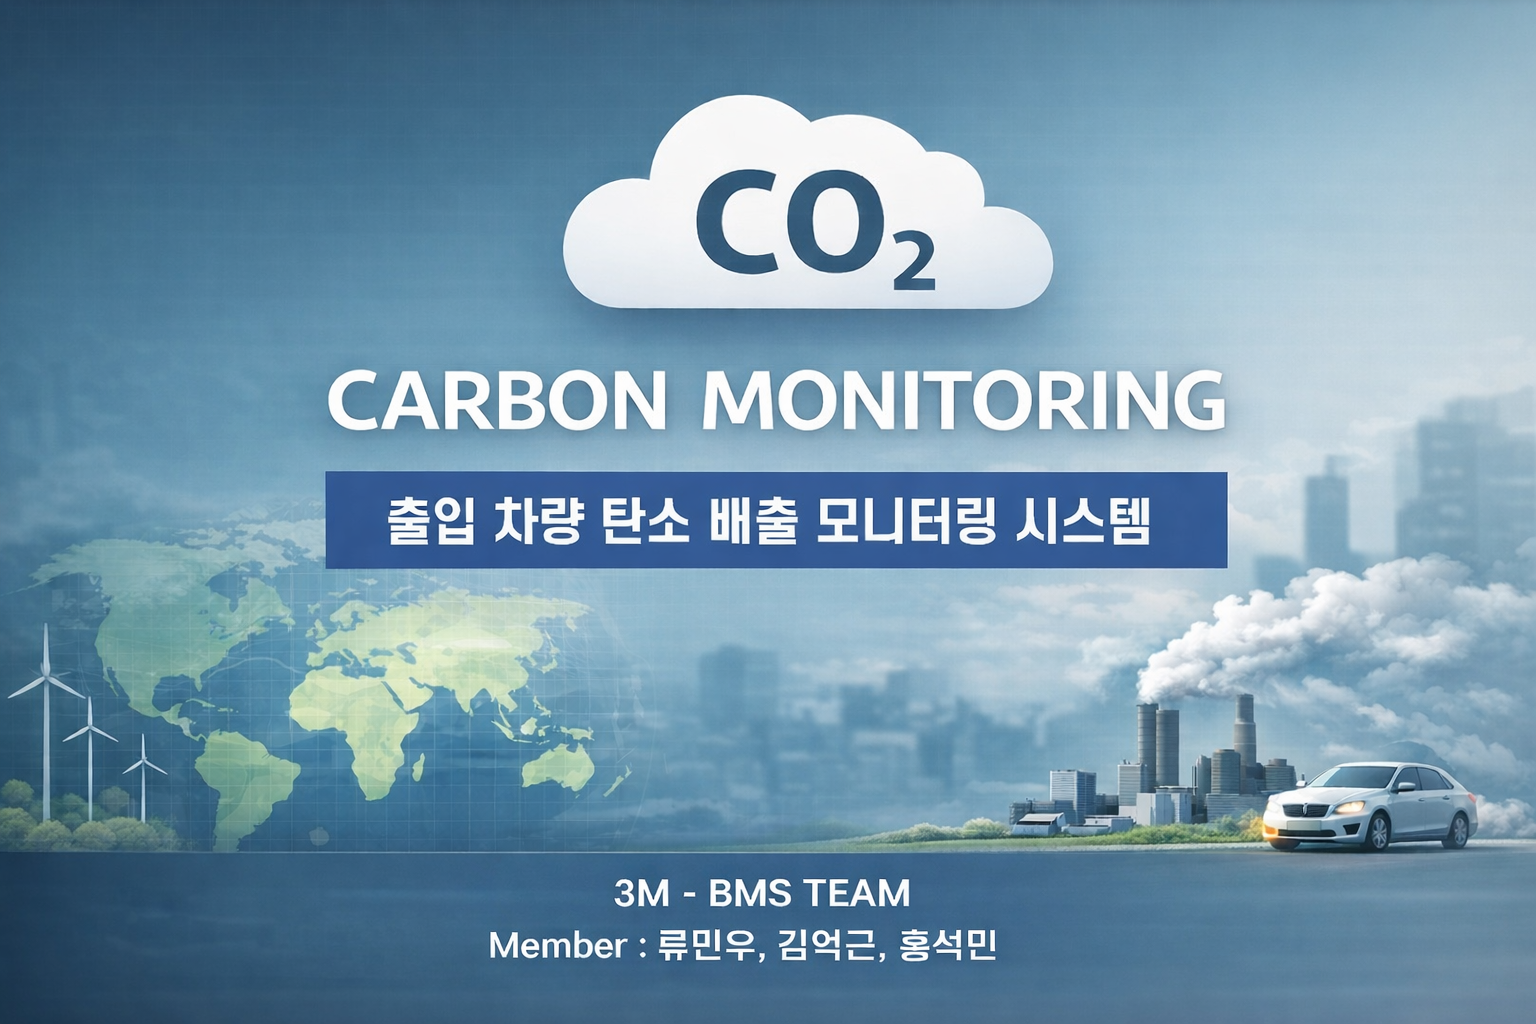 CO₂
CARBON MONITORING
출입 차량 탄소 배출 모니터링 시스템
3M - BMS TEAM
Member : 류민우, 김억근, 홍석민